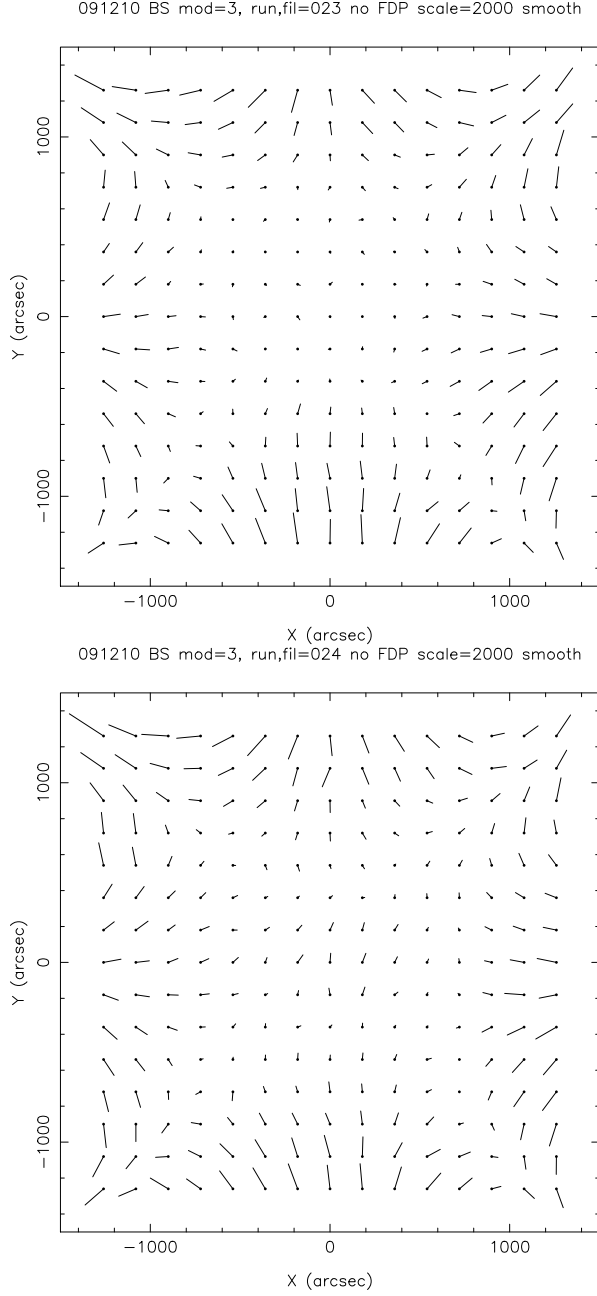 091210 BS mod=3, run,fil=023 no FDP scale=2000 smooth
1000
0
−1000
Y (arcsec)
−1000 0 1000
X (arcsec)
091210 BS mod=3, run,fil=024 no FDP scale=2000 smooth
1000
0
−1000
Y (arcsec)
−1000 0 1000
X (arcsec)